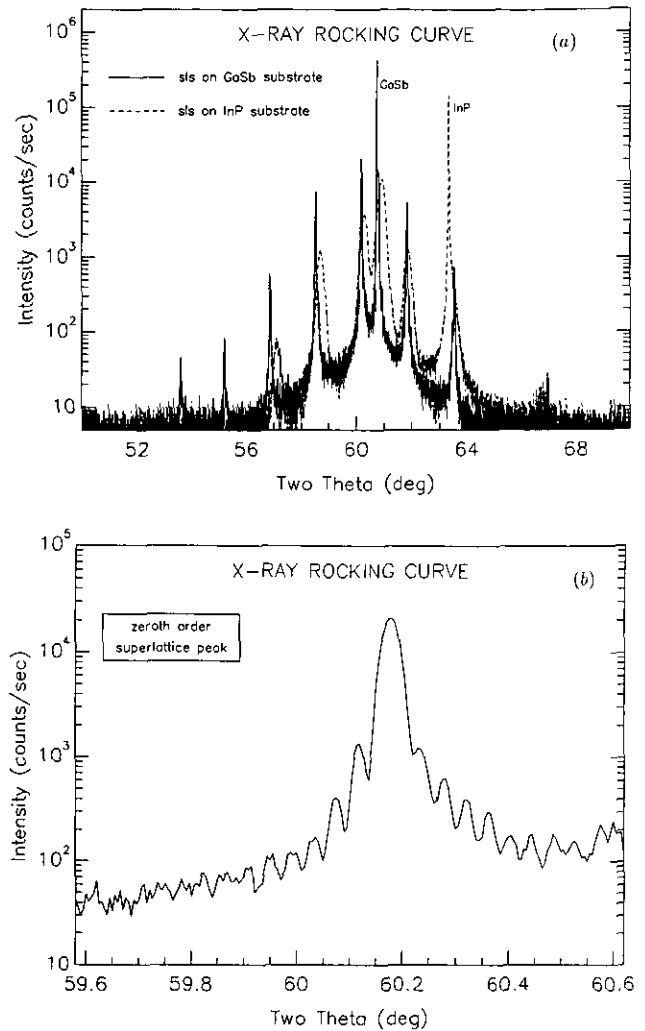 10^6
X-RAY ROCKING CURVE
(a)
sls on GaSb substrate
GaSb
10^5
sls on InP substrate
InP
10^4
10^3
10^2
10
Intensity (counts/sec)
52
56
60
64
68
Two Theta (deg)
10^5
X-RAY ROCKING CURVE
(b)
zeroth order
superlattice peak
10^4
10^3
10^2
10
Intensity (counts/sec)
59.6
59.8
60
60.2
60.4
60.6
Two Theta (deg)